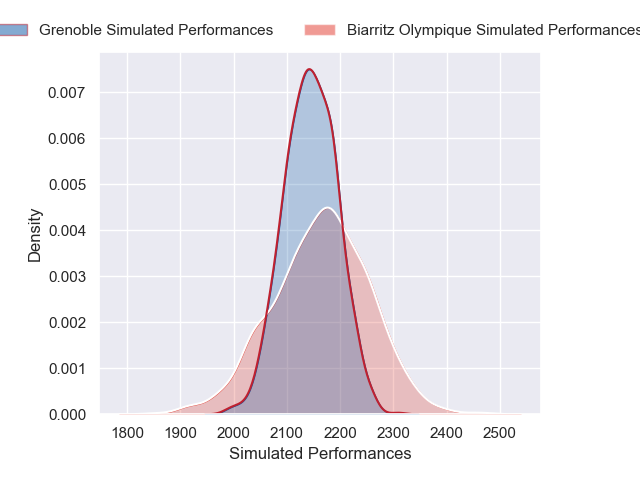 Grenoble Simulated Performances
Biarritz Olympique Simulated Performances
0.007
0.006
0.005
0.004
0.003
0.002
0.001
0.000
Density
1800 1900 2000 2100 2200 2300 2400 2500
Simulated Performances